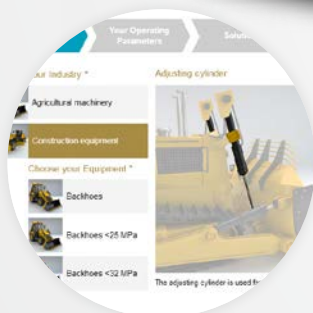 Your Operating
Parameters
Solut
our Industry *
Adjusting cylinder
Agricultural machinery
Construction equipment
Choose your Equipment *
Backhoes
Backhoes <25 MPa
Backhoes <32 MPa
The adjusting cylinder is used